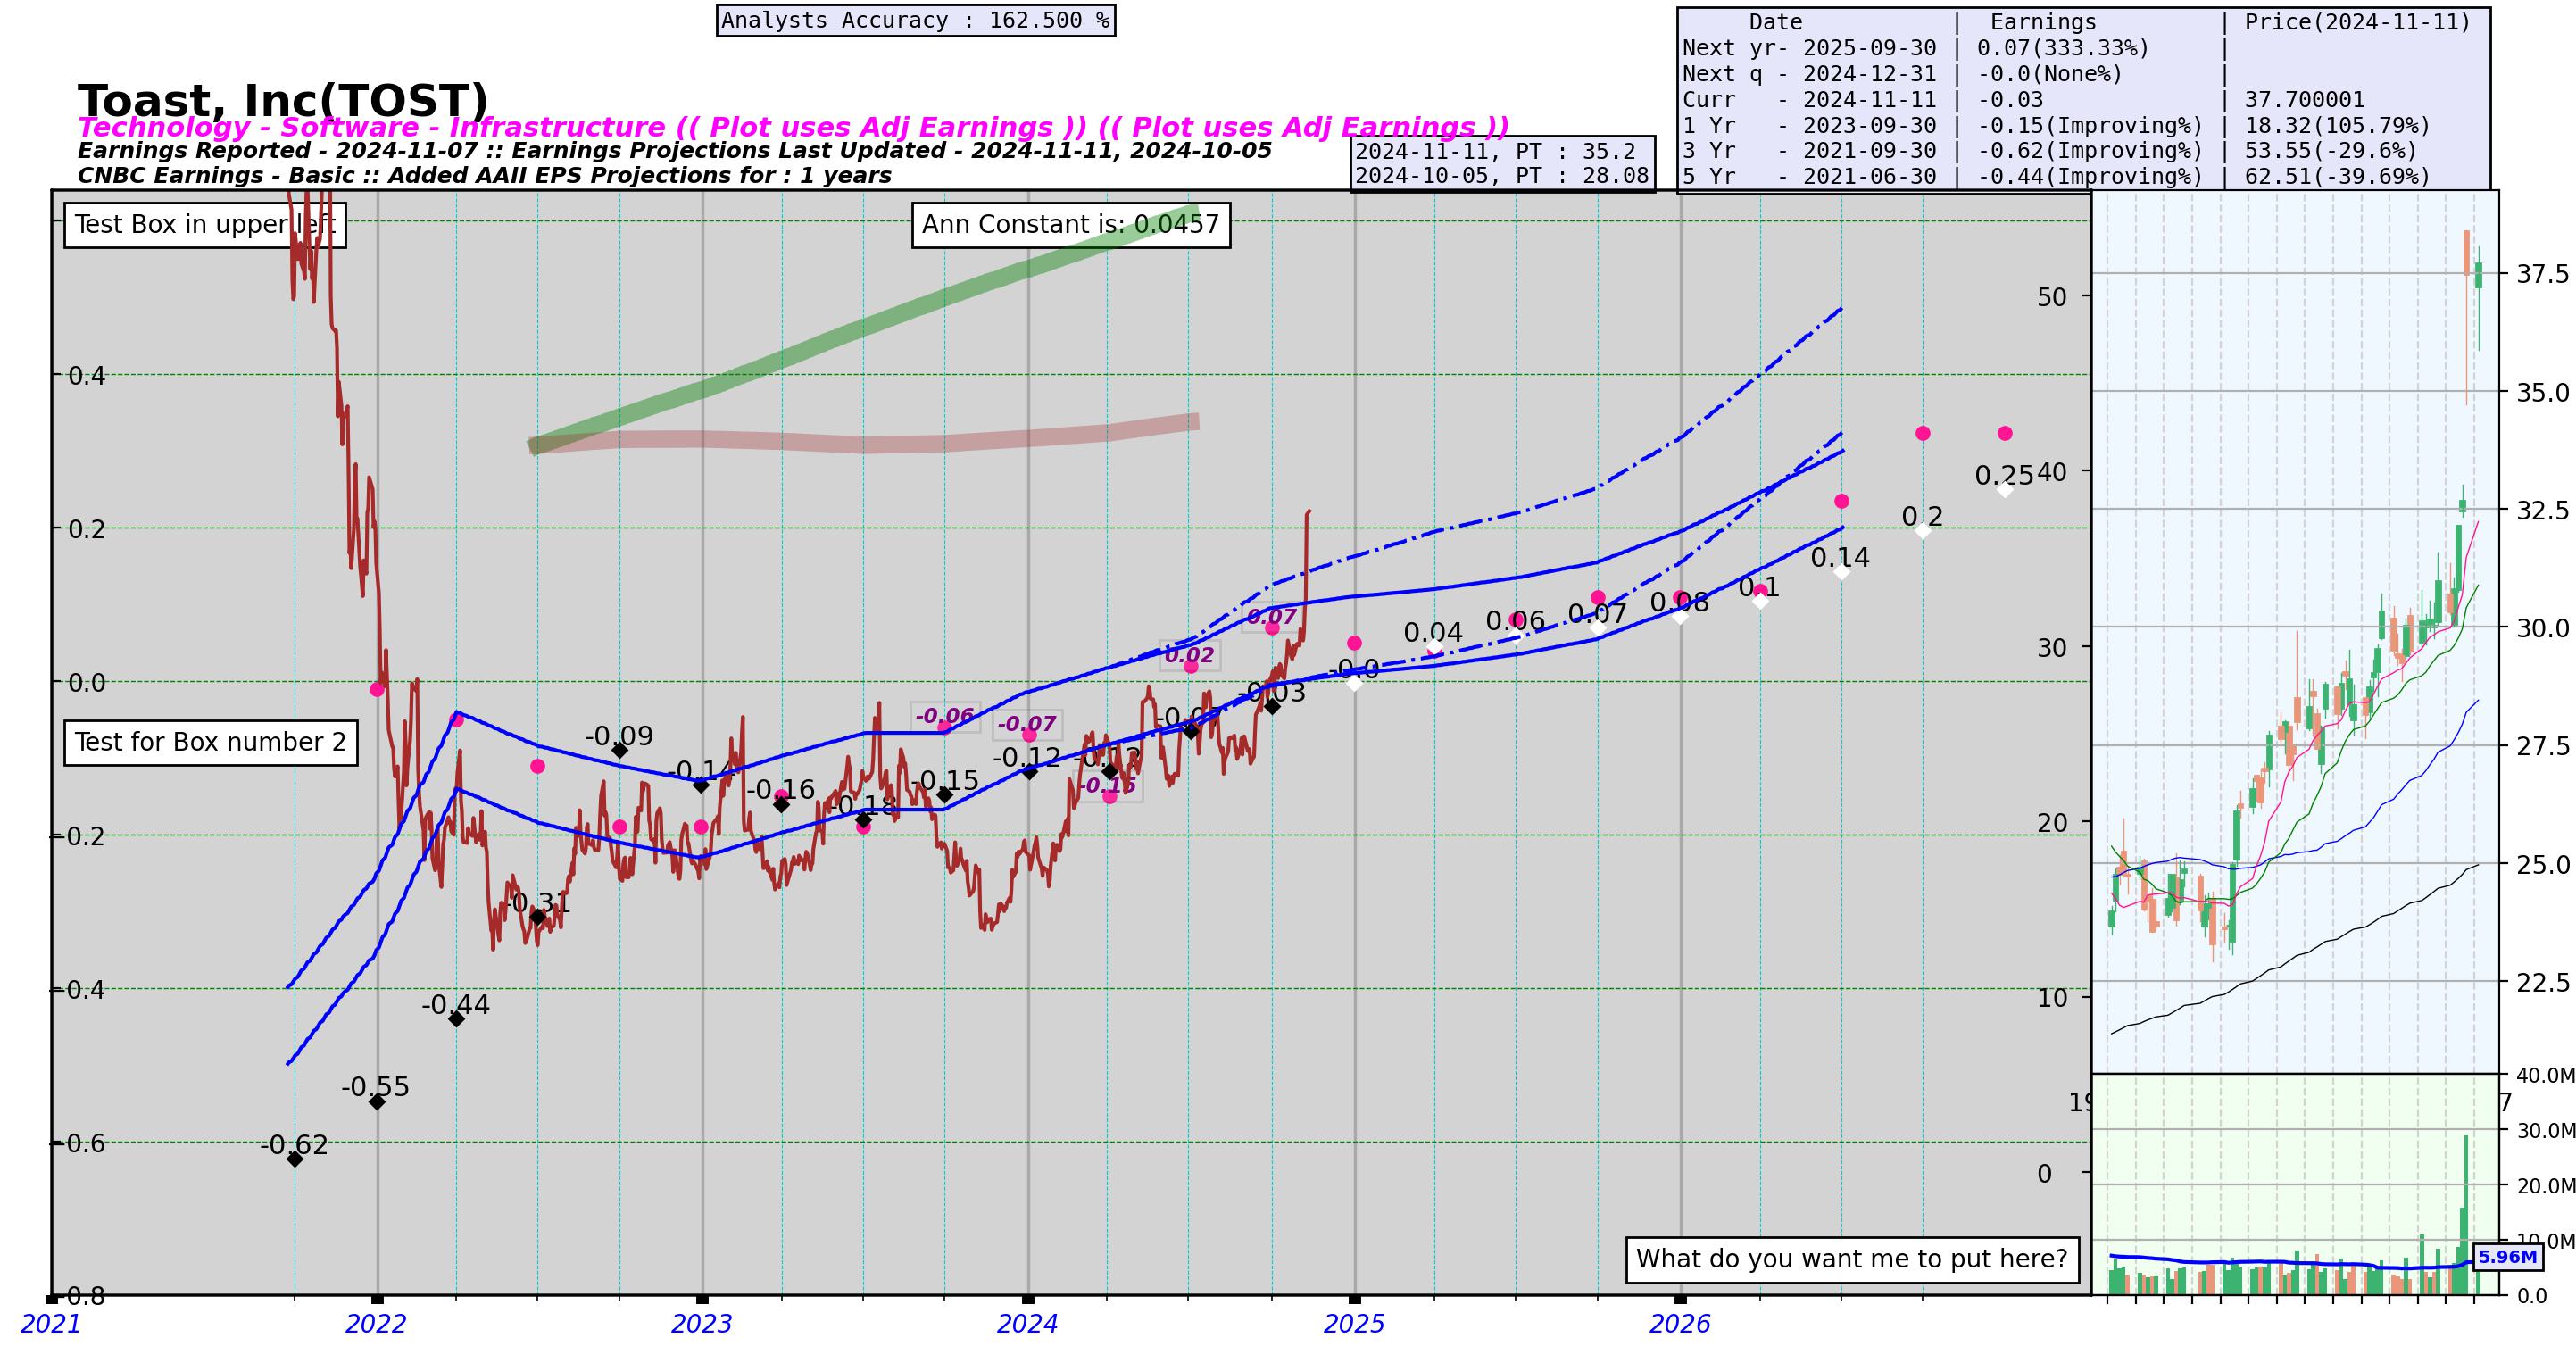 Analysts Accuracy : 162.500 %
Date | Earnings | Price(2024-11-11)
Next yr- 2025-09-30 | 0.07(333.33%) |
Next q - 2024-12-31 | -0.0(None%) |
Curr - 2024-11-11 | -0.03 | 37.700001
1 Yr - 2023-09-30 | -0.15(Improving%) | 18.32(105.79%)
3 Yr - 2021-09-30 | -0.62(Improving%) | 53.55(-29.6%)
5 Yr - 2021-06-30 | -0.44(Improving%) | 62.51(-39.69%)
Toast, Inc(TOST)
Technology - Software - Infrastructure (( Plot uses Adj Earnings )) (( Plot uses Adj Earnings ))
Earnings Reported - 2024-11-07 :: Earnings Projections Last Updated - 2024-11-11, 2024-10-05
CNBC Earnings - Basic :: Added AAII EPS Projections for : 1 years
2024-11-11, PT : 35.2
2024-10-05, PT : 28.08
Test Box in upper left
Ann Constant is: 0.0457
Test for Box number 2
What do you want me to put here?
0.4
0.2
0.0
-0.2
-0.4
-0.6
-0.8
-0.62
-0.55
-0.44
-0.31
-0.09
-0.14
-0.16
-0.18
-0.15
-0.12
-0.12
-0.07
-0.03
-0.0
0.04
0.06
0.07
0.08
0.1
0.14
0.2
0.25
-0.06
-0.07
-0.15
0.02
0.07
50
40
30
20
10
0
37.5
35.0
32.5
30.0
27.5
25.0
22.5
40.0M
30.0M
20.0M
10.0M
0.0
5.96M
2021
2022
2023
2024
2025
2026